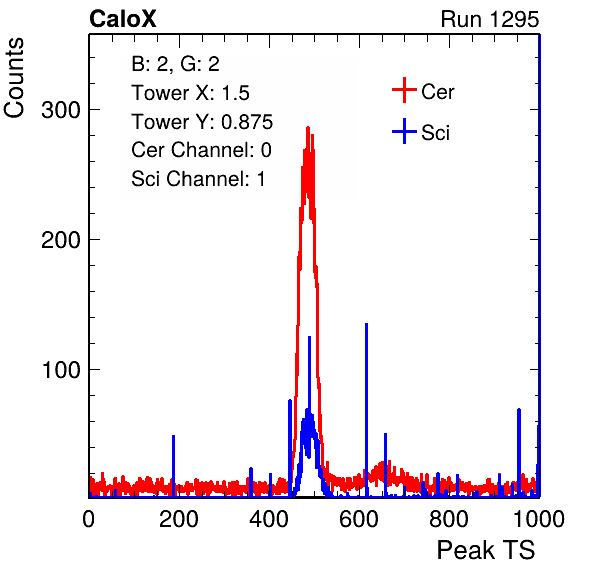 CaloX Run 1295
Counts
B: 2, G: 2
Tower X: 1.5
Tower Y: 0.875
Cer Channel: 0
Sci Channel: 1
Cer
Sci
300
200
100
0 200 400 600 800 1000
Peak TS